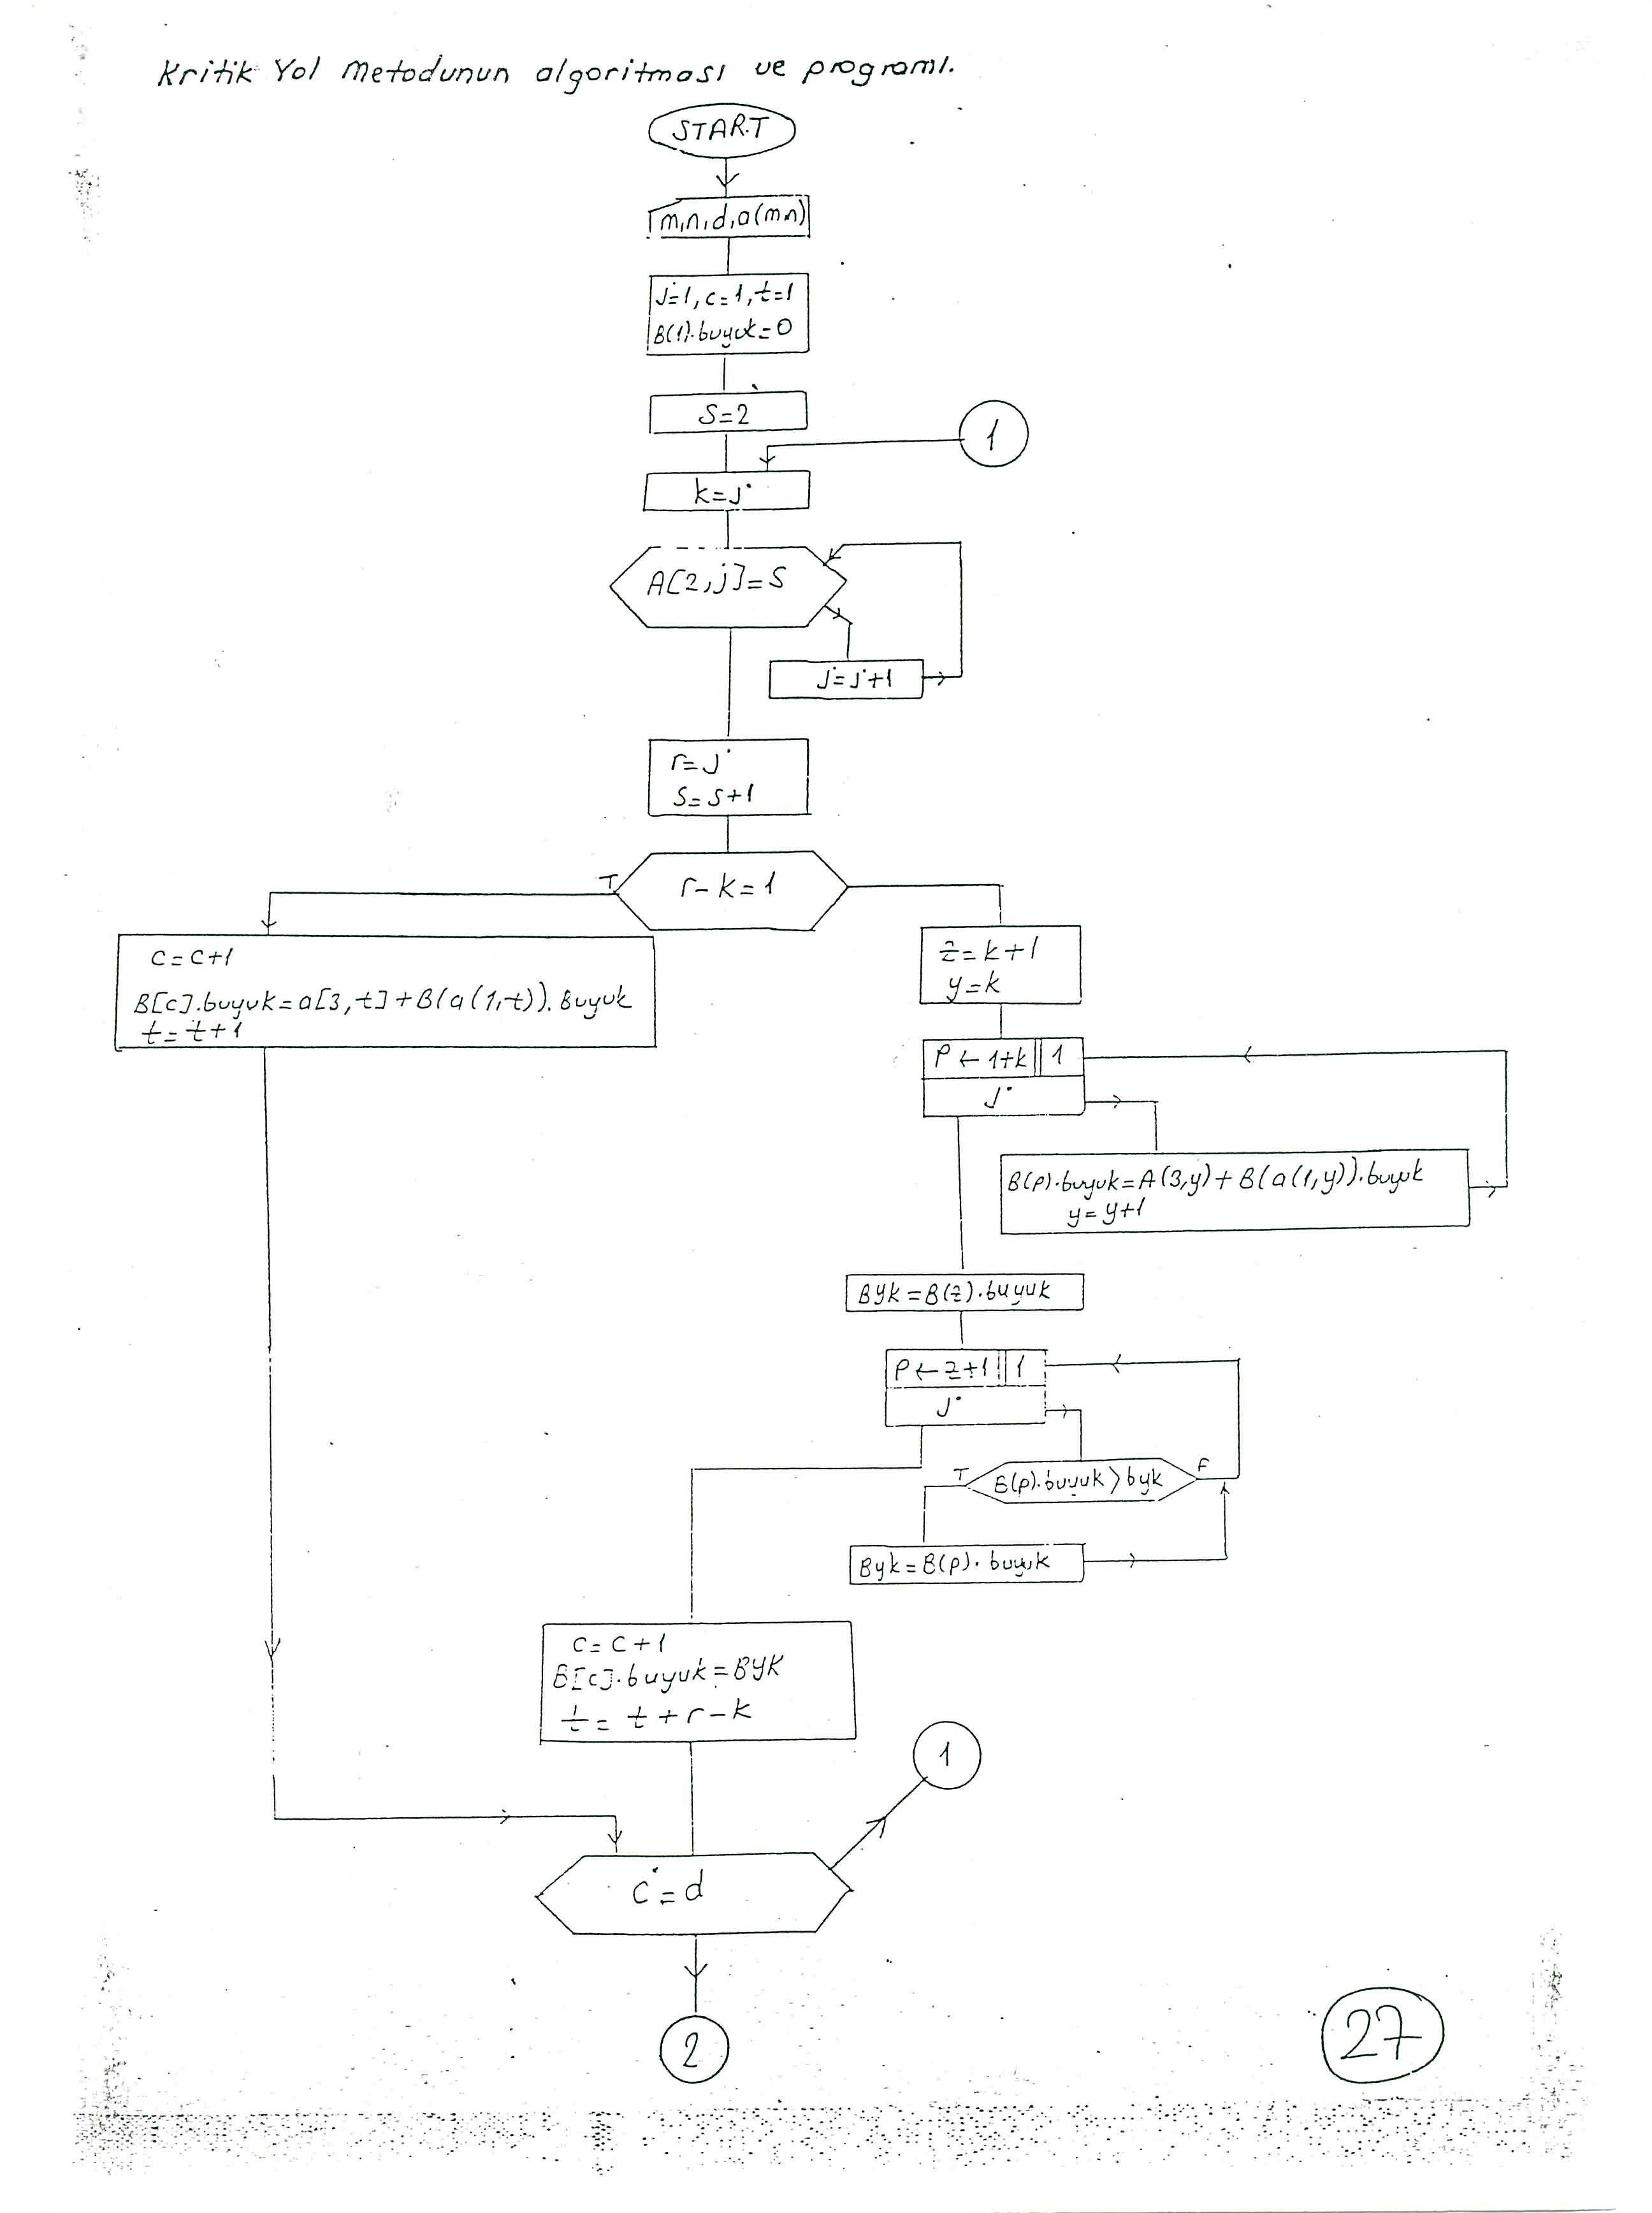 Kritik Yol Metodunun algoritması ve programı.
START
m,n,d,a(m,n)
j=1, c=1, t=1
B(1).buyuk=0
S=2
1
k=j
A[2,j]=S
j=j+1
r=j
S=S+1
r-k=1
T
c=c+1
B[c].buyuk=a[3,t]+B(a(1,t)).Buyuk
t=t+1
z=k+1
y=k
P←1+k 1
j
B(p).buyuk=A(3,y)+B(a(1,y)).buyuk
y=y+1
BYK=B(z).buyuk
P←z+1 1
j
T
B(p).buyuk>byk
F
Byk=B(p).buyuk
c=c+1
B[c].buyuk=BYK
t=t+r-k
1
c=d
2
27